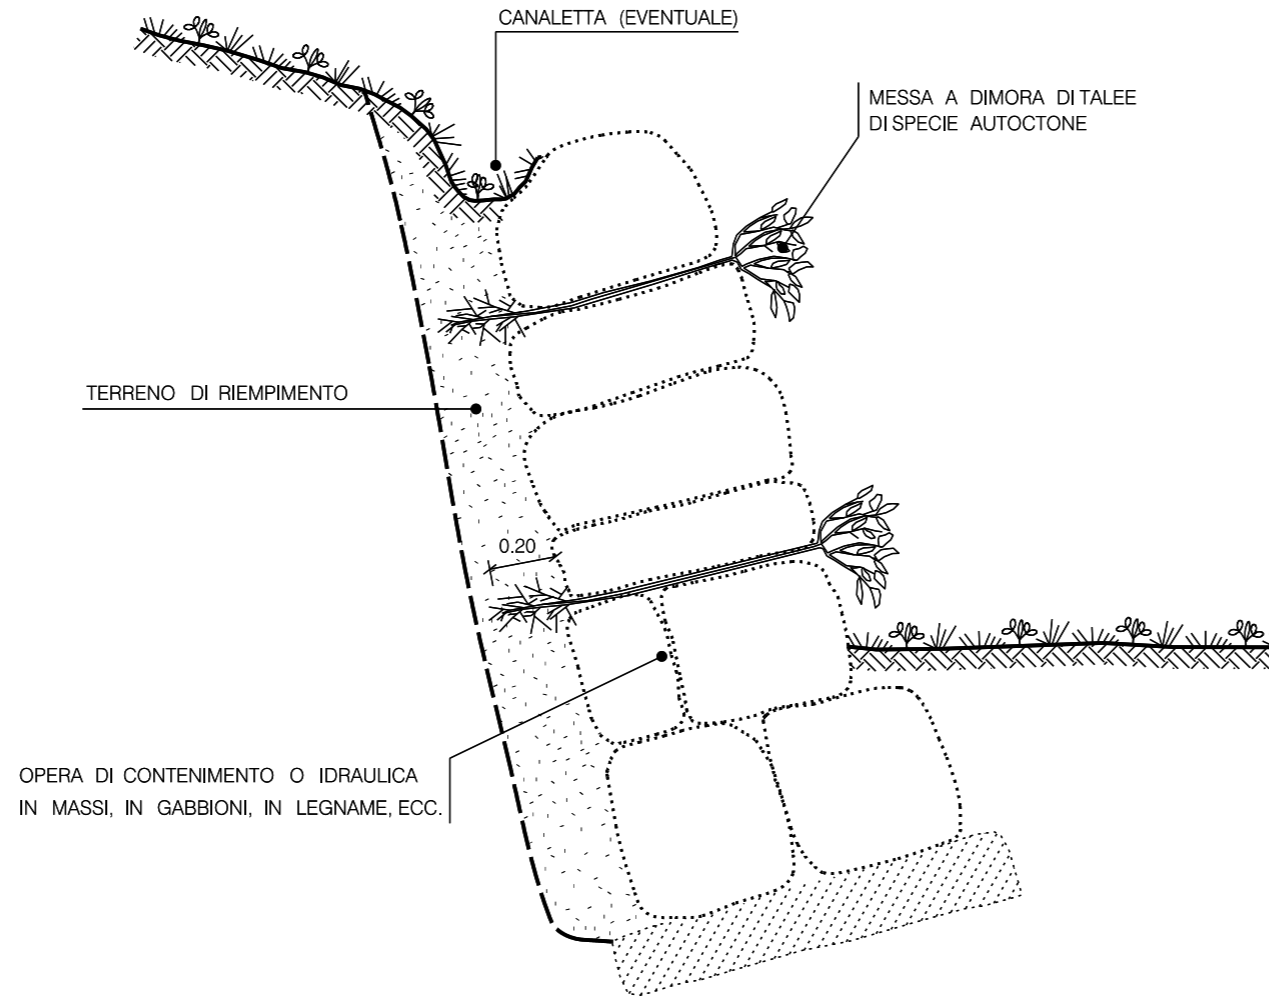 CANALETTA (EVENTUALE)
MESSA A DIMORA DI TALEE
DI SPECIE AUTOCTONE
TERRENO DI RIEMPIMENTO
0.20
OPERA DI CONTENIMENTO O IDRAULICA
IN MASSI, IN GABBIONI, IN LEGNAME, ECC.